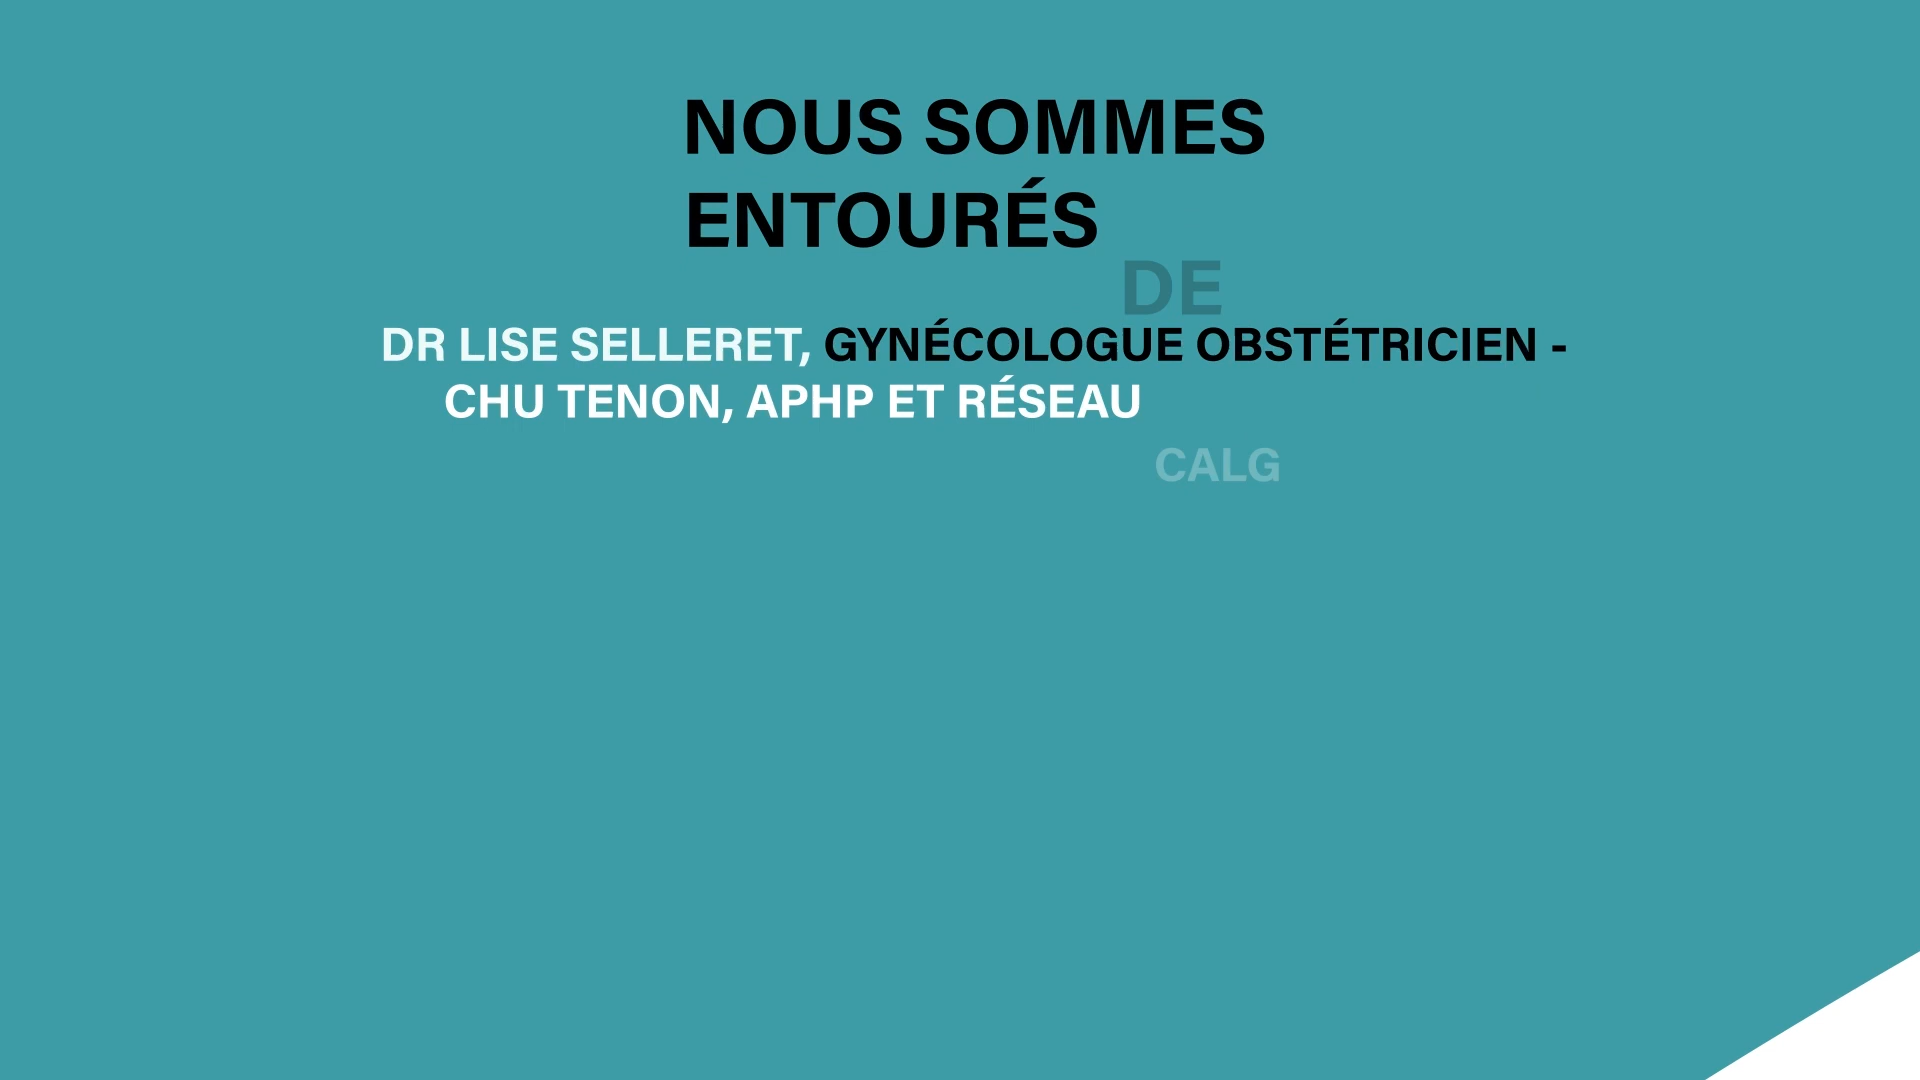 NOUS SOMMES
ENTOURÉS
DE
DR LISE SELLERET, GYNÉCOLOGUE OBSTÉTRICIEN -
CHU TENON, APHP ET RÉSEAU
CALG